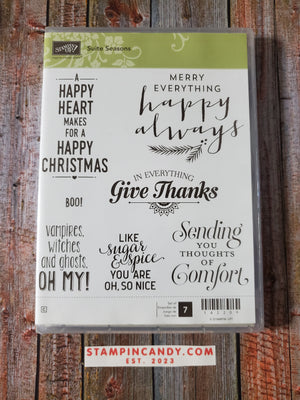 STAMPIN' UP!
Suite Seasons
A
HAPPY
HEART
MAKES
FOR A
HAPPY
CHRISTMAS
MERRY
EVERYTHING
happy
always
BOO!
IN EVERYTHING
Give Thanks
vampires,
witches
and ghosts,
OH MY!
LIKE
sugar
& spice
YOU ARE
OH, SO NICE
Sending
YOU
THOUGHTS
OF
Comfort
7
STAMPINCANDY.COM
EST. 2023